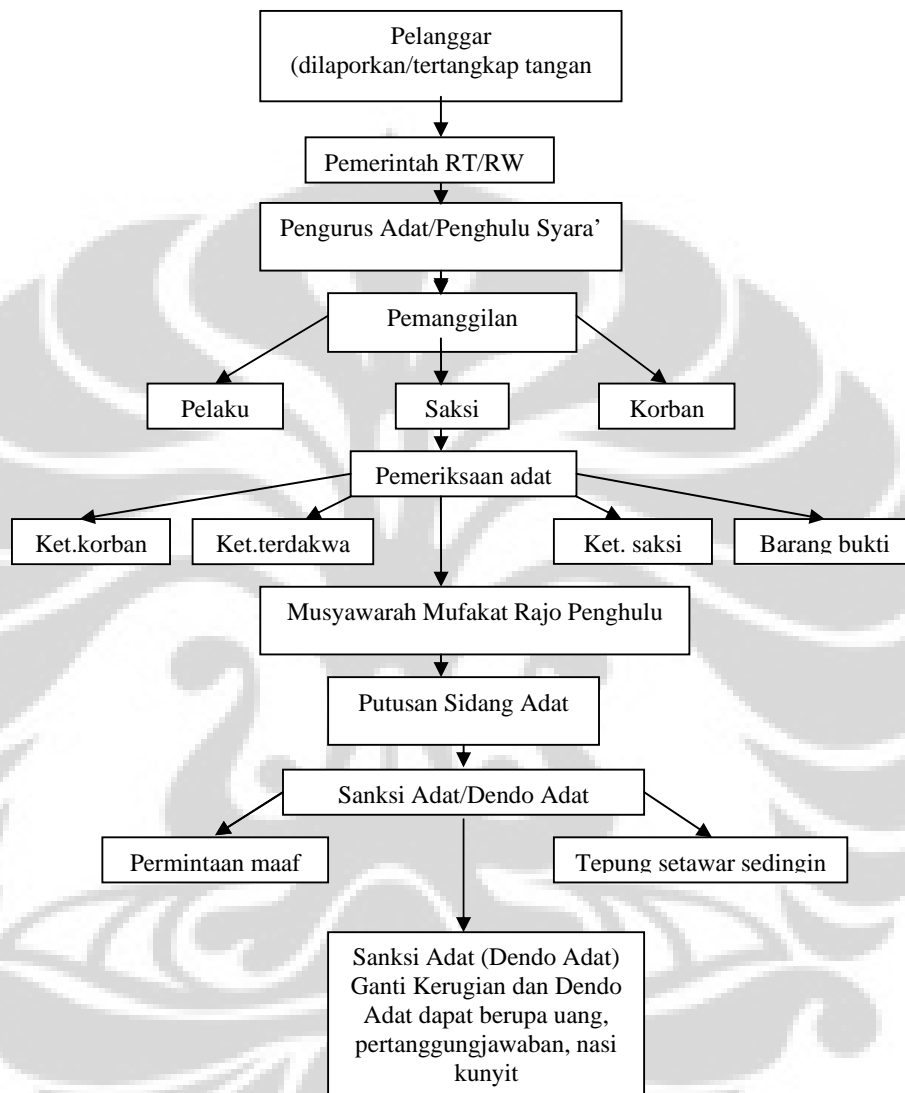 Pelanggar
(dilaporkan/tertangkap tangan
Pemerintah RT/RW
Pengurus Adat/Penghulu Syara’
Pemanggilan
Pelaku
Saksi
Korban
Pemeriksaan adat
Ket.korban
Ket.terdakwa
Ket. saksi
Barang bukti
Musyawarah Mufakat Rajo Penghulu
Putusan Sidang Adat
Sanksi Adat/Dendo Adat
Permintaan maaf
Tepung setawar sedingin
Sanksi Adat (Dendo Adat)
Ganti Kerugian dan Dendo
Adat dapat berupa uang,
pertanggungjawaban, nasi
kunyit